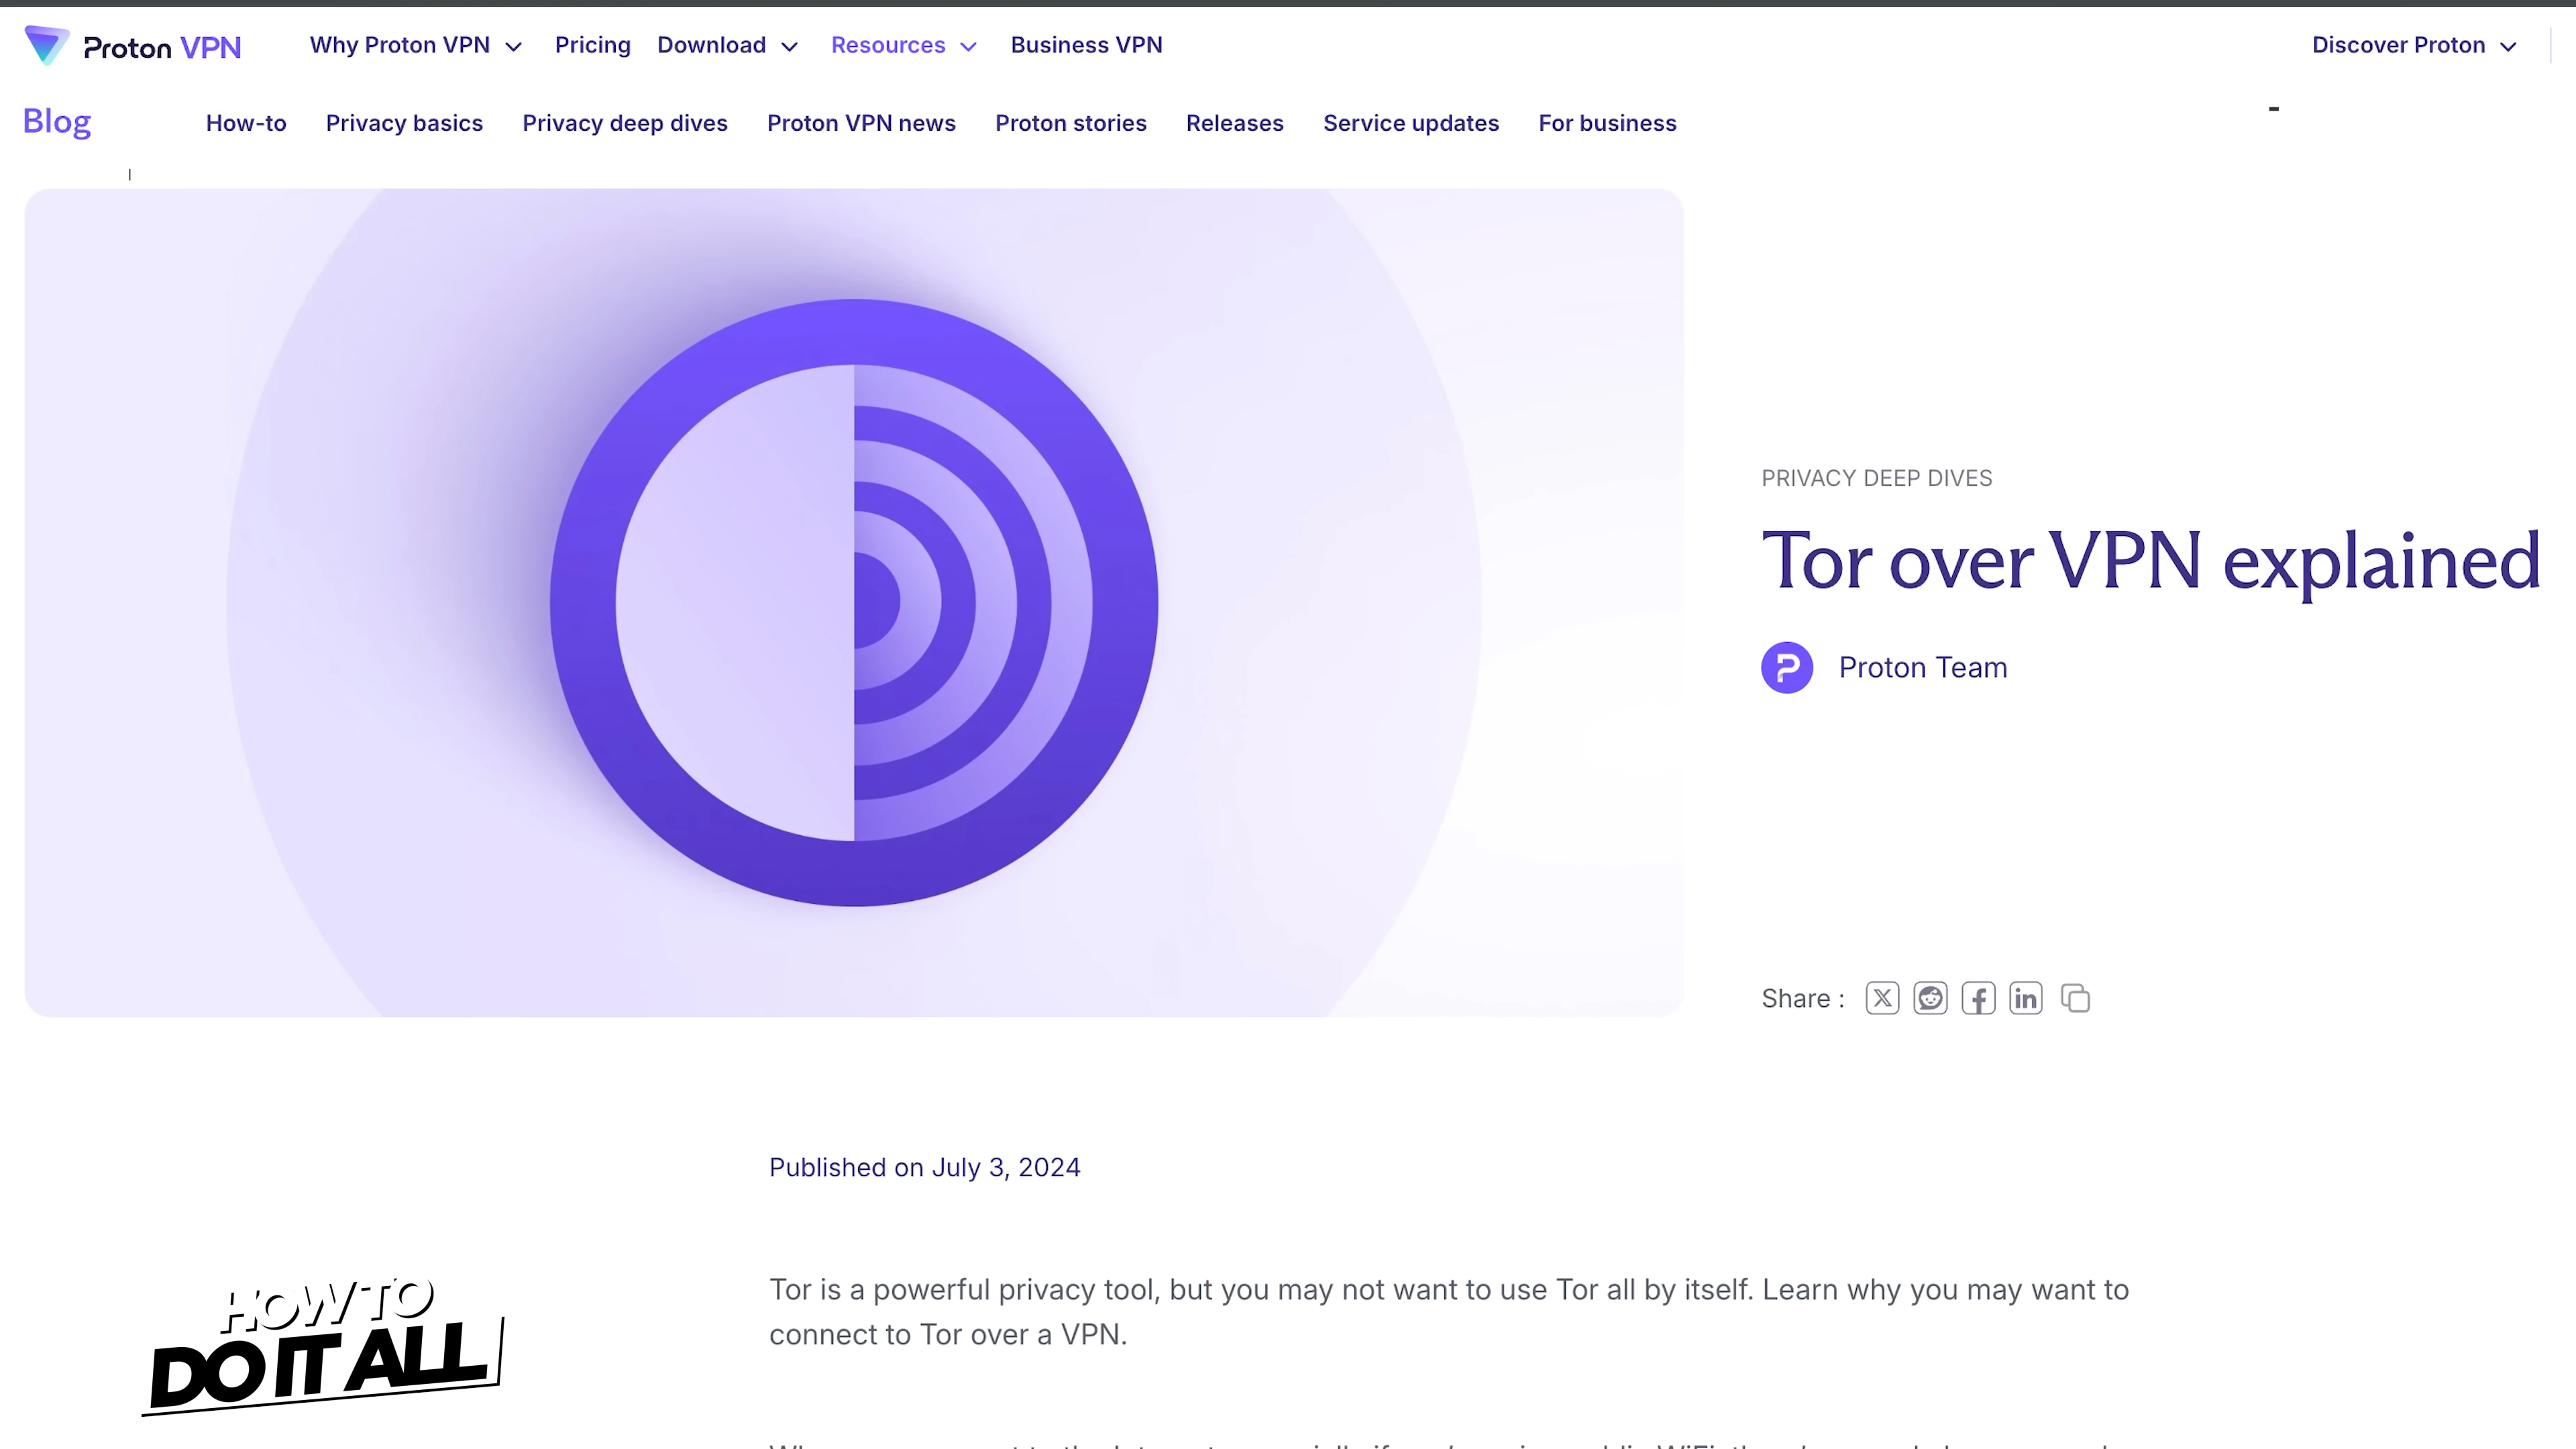 Proton VPN
Why Proton VPN
Pricing
Download
Resources
Business VPN
Discover Proton
Blog
How-to
Privacy basics
Privacy deep dives
Proton VPN news
Proton stories
Releases
Service updates
For business
PRIVACY DEEP DIVES
Tor over VPN explained
Proton Team
Share :
Published on July 3, 2024
Tor is a powerful privacy tool, but you may not want to use Tor all by itself. Learn why you may want to
connect to Tor over a VPN.
HOW TO
DO IT ALL